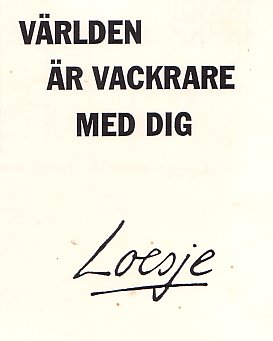 VÄRLDEN
ÄR VACKRARE
MED DIG
Loesje